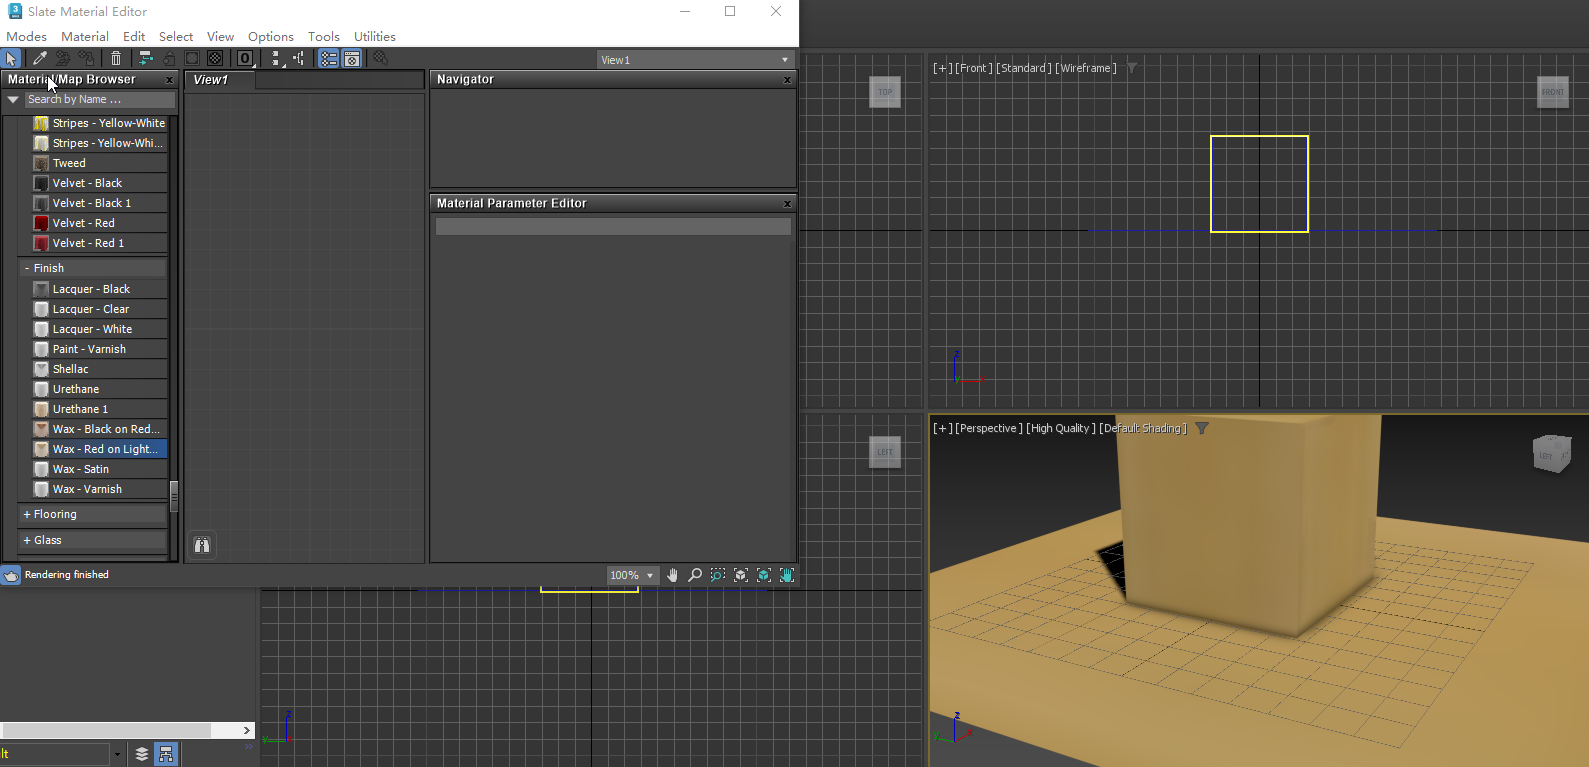 Slate Material Editor
Modes Material Edit Select View Options Tools Utilities
0
View1
Material/Map Browser
Search by Name ...
Stripes - Yellow-White
Stripes - Yellow-Whi...
Tweed
Velvet - Black
Velvet - Black 1
Velvet - Red
Velvet - Red 1
- Finish
Lacquer - Black
Lacquer - Clear
Lacquer - White
Paint - Varnish
Shellac
Urethane
Urethane 1
Wax - Black on Red...
Wax - Red on Light...
Wax - Satin
Wax - Varnish
+ Flooring
+ Glass
View1
Navigator
Material Parameter Editor
Rendering finished
100%
TOP
[+] [Front] [Standard] [Wireframe]
FRONT
z
y
x
LEFT
z
y
[+] [Perspective] [High Quality] [Default Shading]
LEFT
z
y
x
lt